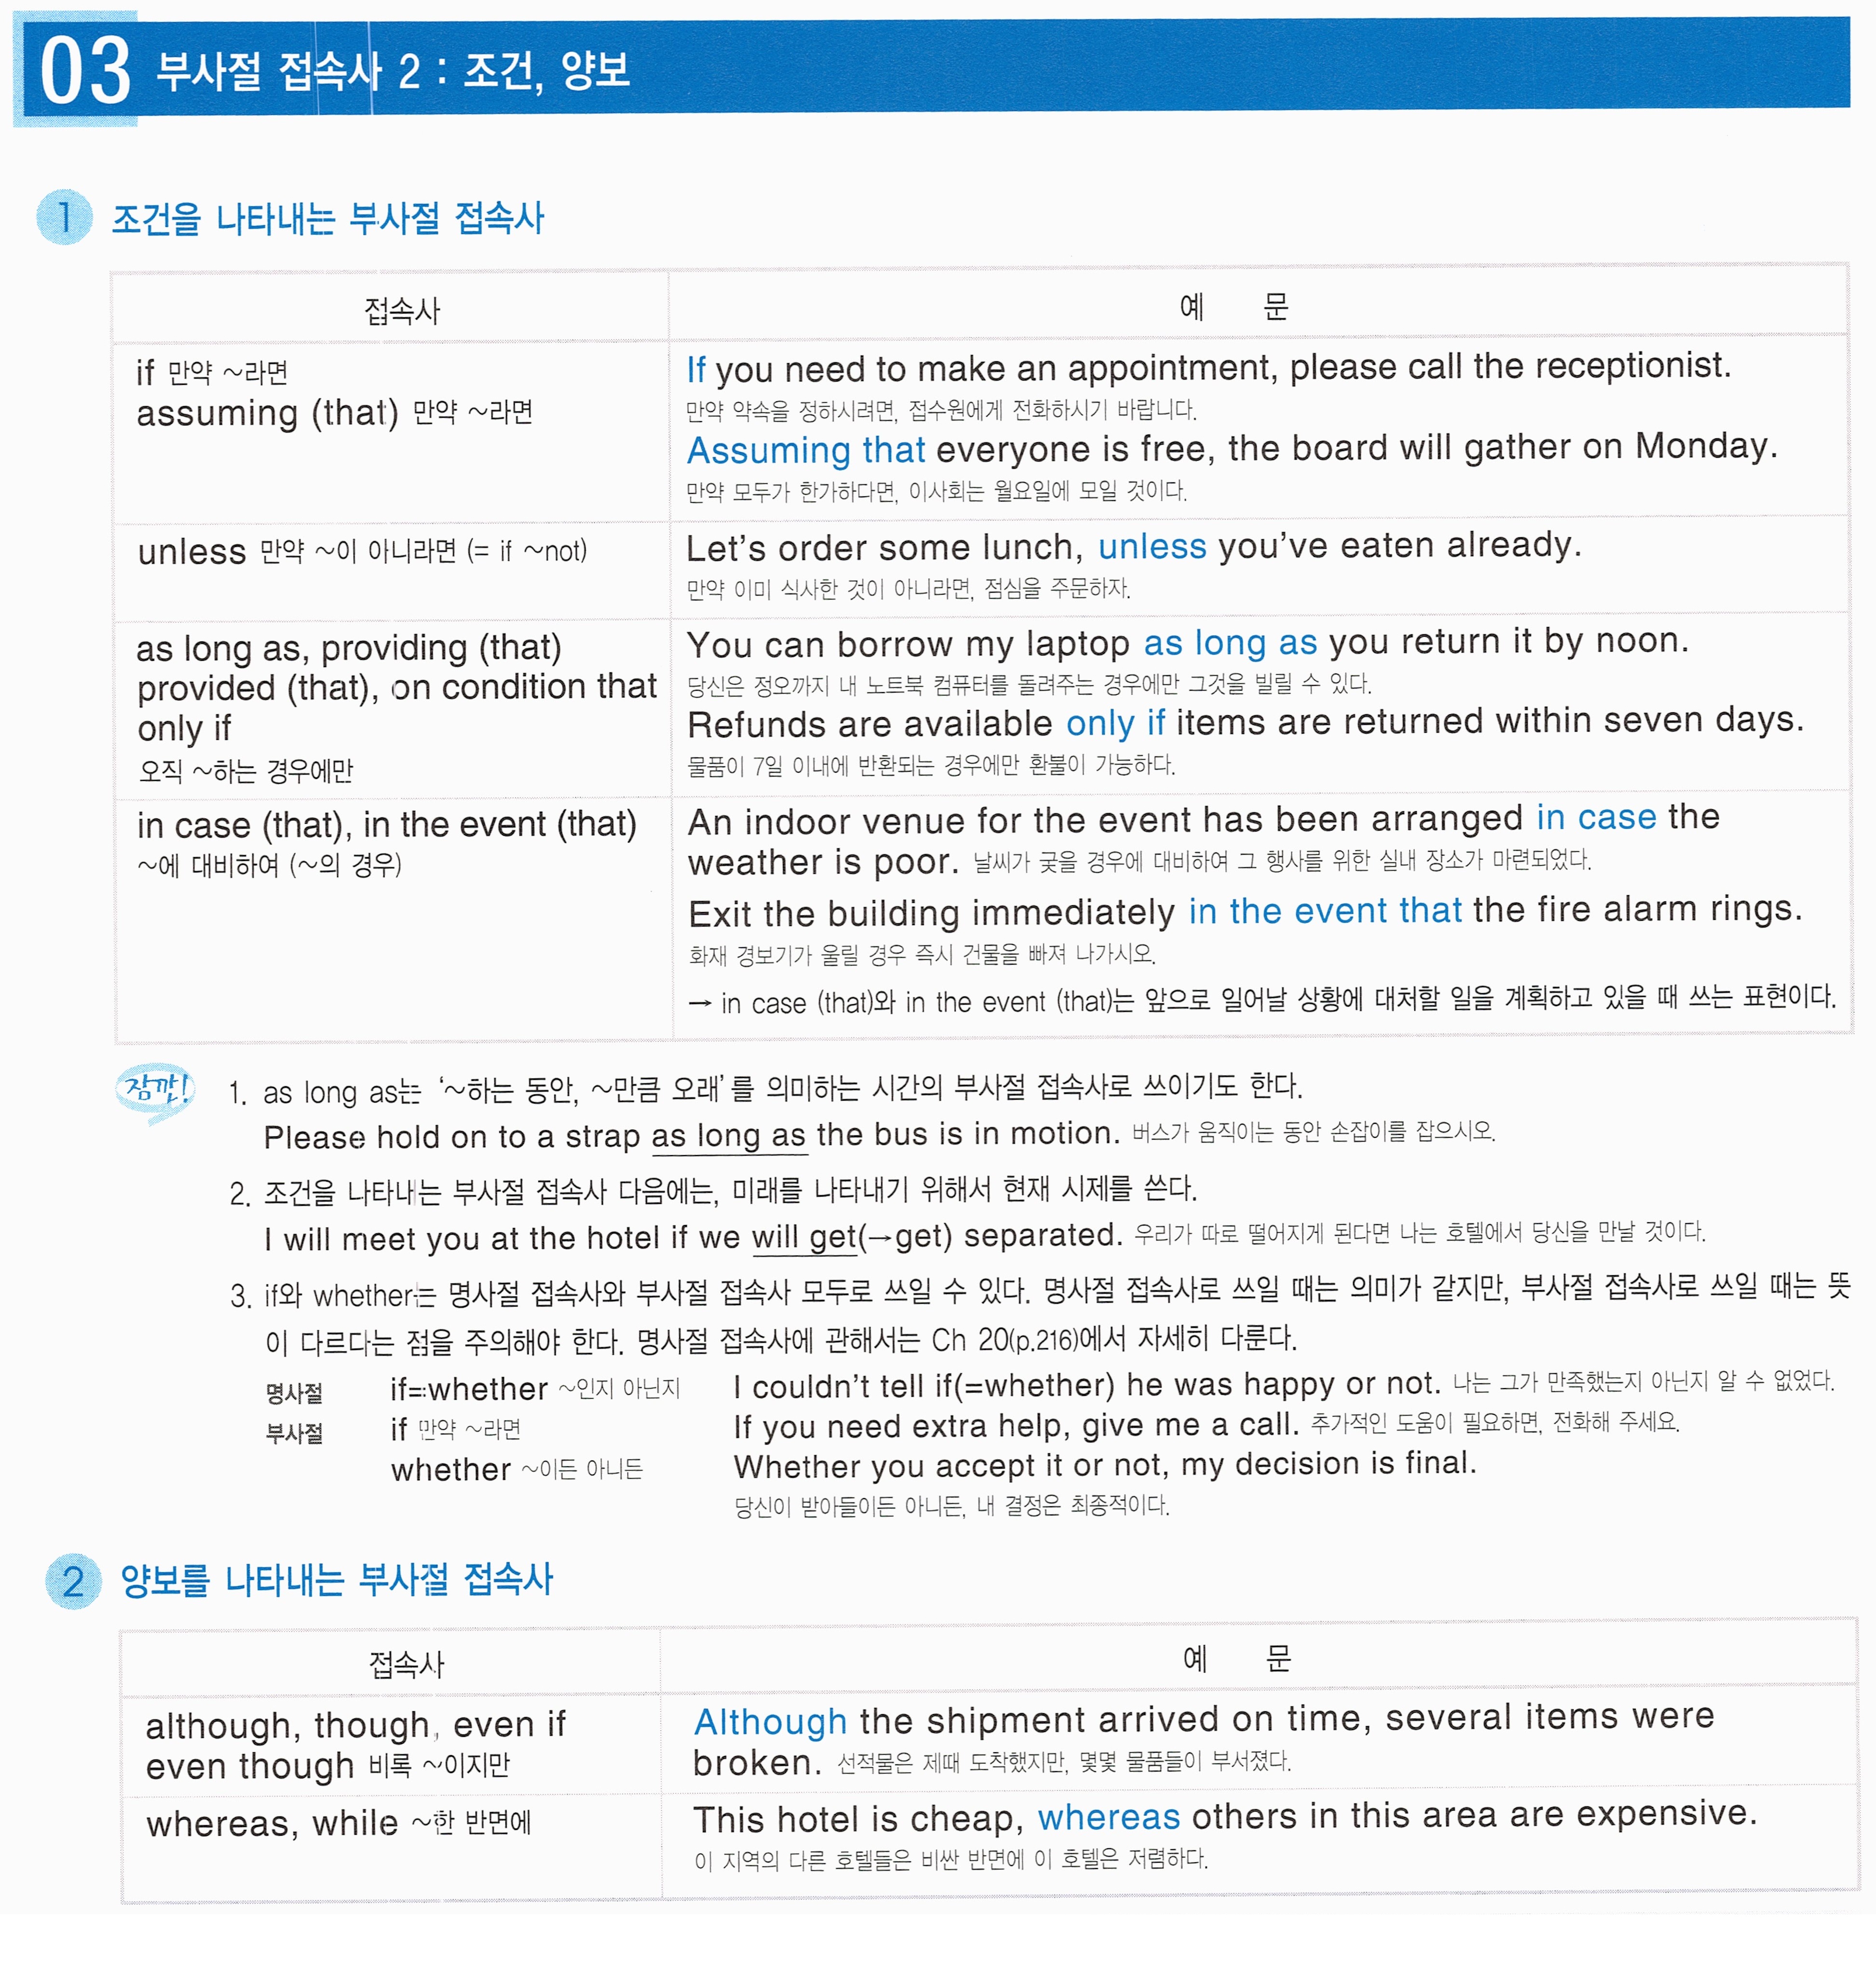 03 부사절 접속사 2 : 조건, 양보
1 조건을 나타내는 부사절 접속사
접속사
예 문
if 만약 ~라면
assuming (that) 만약 ~라면
If you need to make an appointment, please call the receptionist.
만약 약속을 정하시려면, 접수원에게 전화하시기 바랍니다.
Assuming that everyone is free, the board will gather on Monday.
만약 모두가 한가하다면, 이사회는 월요일에 모일 것이다.
unless 만약 ~이 아니라면 (= if ~not)
Let's order some lunch, unless you've eaten already.
만약 이미 식사한 것이 아니라면, 점심을 주문하자.
as long as, providing (that)
provided (that), on condition that
only if
오직 ~하는 경우에만
You can borrow my laptop as long as you return it by noon.
당신은 정오까지 내 노트북 컴퓨터를 돌려주는 경우에만 그것을 빌릴 수 있다.
Refunds are available only if items are returned within seven days.
물품이 7일 이내에 반환되는 경우에만 환불이 가능하다.
in case (that), in the event (that)
~에 대비하여 (~의 경우)
An indoor venue for the event has been arranged in case the
weather is poor. 날씨가 궂을 경우에 대비하여 그 행사를 위한 실내 장소가 마련되었다.
Exit the building immediately in the event that the fire alarm rings.
화재 경보기가 울릴 경우 즉시 건물을 빠져 나가시오.
→ in case (that)와 in the event (that)는 앞으로 일어날 상황에 대처할 일을 계획하고 있을 때 쓰는 표현이다.
잠깐!
1. as long as는 '~하는 동안, ~만큼 오래'를 의미하는 시간의 부사절 접속사로 쓰이기도 한다.
Please hold on to a strap as long as the bus is in motion. 버스가 움직이는 동안 손잡이를 잡으시오.
2. 조건을 나타내는 부사절 접속사 다음에는, 미래를 나타내기 위해서 현재 시제를 쓴다.
I will meet you at the hotel if we will get(→get) separated. 우리가 따로 떨어지게 된다면 나는 호텔에서 당신을 만날 것이다.
3. if와 whether는 명사절 접속사와 부사절 접속사 모두로 쓰일 수 있다. 명사절 접속사로 쓰일 때는 의미가 같지만, 부사절 접속사로 쓰일 때는 뜻
이 다르다는 점을 주의해야 한다. 명사절 접속사에 관해서는 Ch 20(p.216)에서 자세히 다룬다.
명사절 if=whether ~인지 아닌지 I couldn't tell if(=whether) he was happy or not. 나는 그가 만족했는지 아닌지 알 수 없었다.
부사절 if 만약 ~라면 If you need extra help, give me a call. 추가적인 도움이 필요하면, 전화해 주세요.
whether ~이든 아니든 Whether you accept it or not, my decision is final.
당신이 받아들이든 아니든, 내 결정은 최종적이다.
2 양보를 나타내는 부사절 접속사
접속사
예 문
although, though, even if
even though 비록 ~이지만
Although the shipment arrived on time, several items were
broken. 선적물은 제때 도착했지만, 몇몇 물품들이 부서졌다.
whereas, while ~한 반면에
This hotel is cheap, whereas others in this area are expensive.
이 지역의 다른 호텔들은 비싼 반면에 이 호텔은 저렴하다.